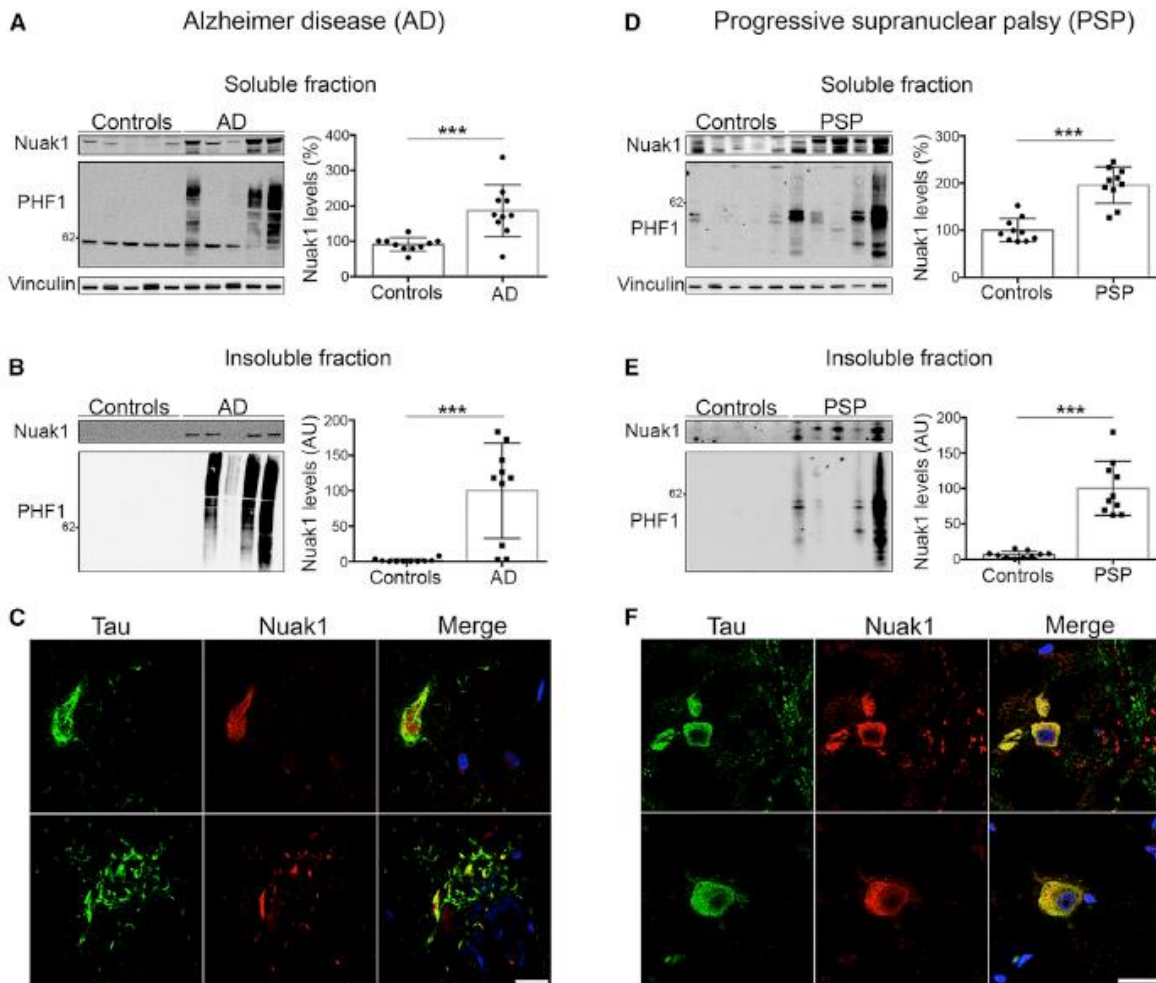 A Alzheimer disease (AD)
Soluble fraction
Controls AD
Nuak1
PHF1
62
Vinculin
Nuak1 levels (%)
400
300
200
100
0
***
Controls AD
B Insoluble fraction
Controls AD
Nuak1
PHF1
62
Nuak1 levels (AU)
200
150
100
50
0
***
Controls AD
C Tau Nuak1 Merge
D Progressive supranuclear palsy (PSP)
Soluble fraction
Controls PSP
Nuak1
62
PHF1
Vinculin
Nuak1 levels (%)
300
250
200
150
100
50
0
***
Controls PSP
E Insoluble fraction
Controls PSP
Nuak1
62
PHF1
Nuak1 levels (AU)
200
150
100
50
0
***
Controls PSP
F Tau Nuak1 Merge